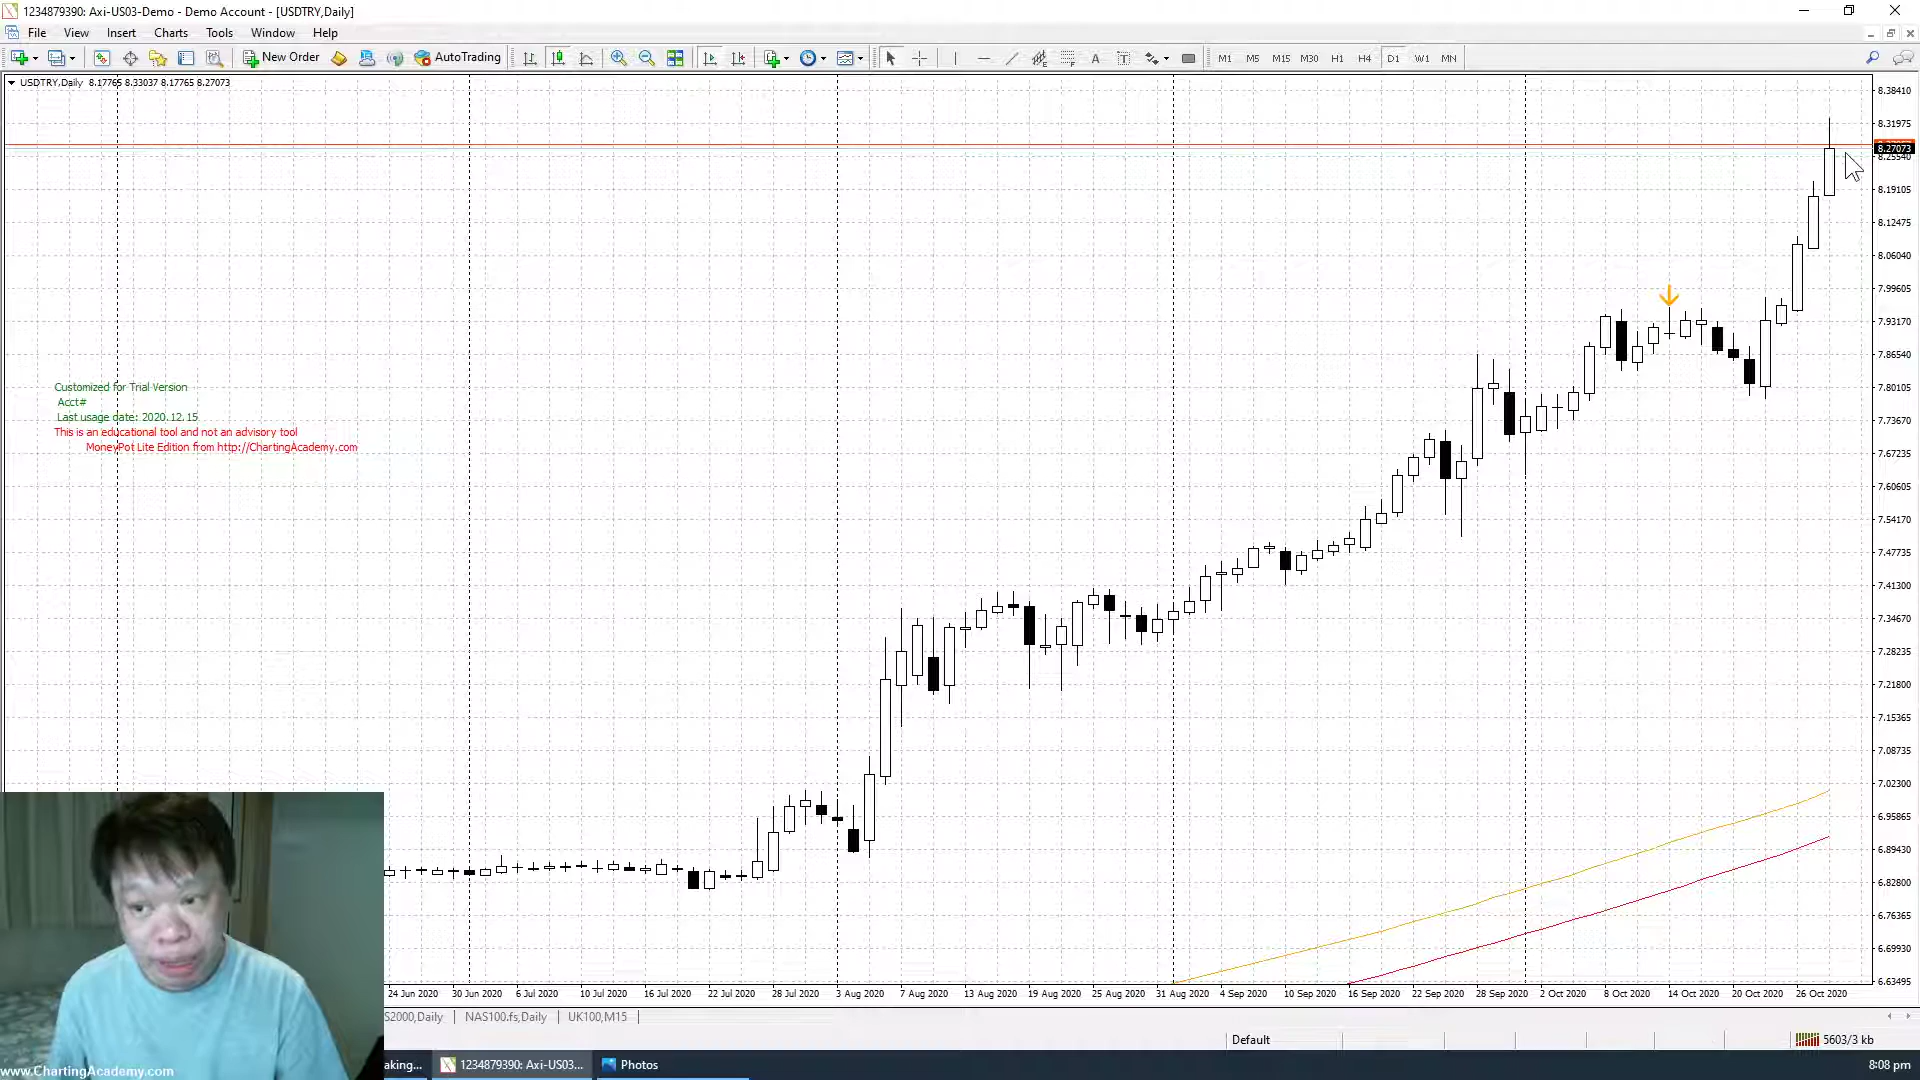 1234879390: Axi-US03-Demo - Demo Account - [USDTRY,Daily]
File View Insert Charts Tools Window Help
New Order AutoTrading M1 M5 M15 M30 H1 H4 D1 W1 MN
USDTRY,Daily 8.17765 8.33037 8.17765 8.27073
8.38410
8.31975
8.27073
8.25540
8.19105
8.12475
8.06040
7.99605
7.93170
7.86540
7.80105
7.73670
7.67235
7.60605
7.54170
7.47735
7.41300
7.34670
7.28235
7.21800
7.15365
7.08735
7.02300
6.95865
6.89430
6.82800
6.76365
6.69930
6.63495
Customized for Trial Version
Acct#
Last usage date: 2020.12.15
This is an educational tool and not an advisory tool
MoneyPot Lite Edition from http://ChartingAcademy.com
24 Jun 2020 30 Jun 2020 6 Jul 2020 10 Jul 2020 16 Jul 2020 22 Jul 2020 28 Jul 2020 3 Aug 2020 7 Aug 2020 13 Aug 2020 19 Aug 2020 25 Aug 2020 31 Aug 2020 4 Sep 2020 10 Sep 2020 16 Sep 2020 22 Sep 2020 28 Sep 2020 2 Oct 2020 8 Oct 2020 14 Oct 2020 20 Oct 2020 26 Oct 2020
S2000,Daily NAS100.fs,Daily UK100,M15
Default 5603/3 kb
aking... 1234879390: Axi-US03... Photos 8:08 pm
www.ChartingAcademy.com